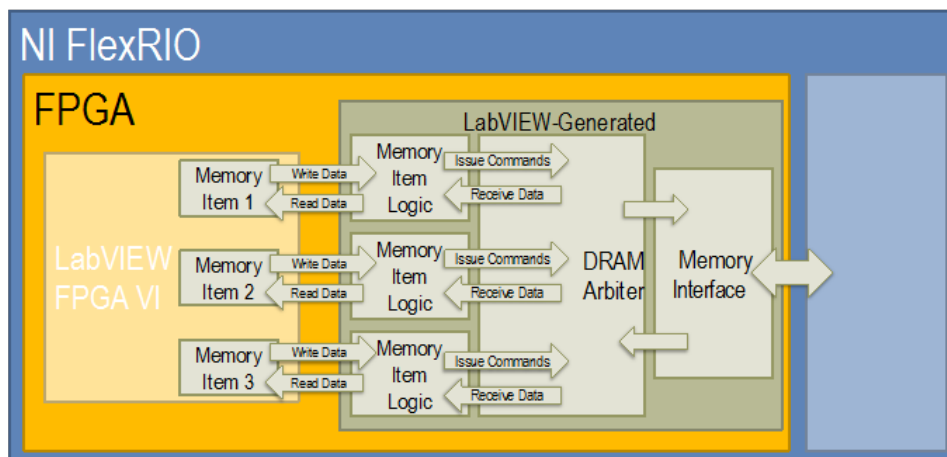 NI FlexRIO
FPGA
LabVIEW-Generated
LabVIEW
FPGA VI
Memory
Item 1
Write Data
Read Data
Memory
Item
Logic
Issue Commands
Receive Data
Memory
Item 2
Write Data
Read Data
Memory
Item
Logic
Issue Commands
Receive Data
Memory
Item 3
Write Data
Read Data
Memory
Item
Logic
Issue Commands
Receive Data
DRAM
Arbiter
Memory
Interface